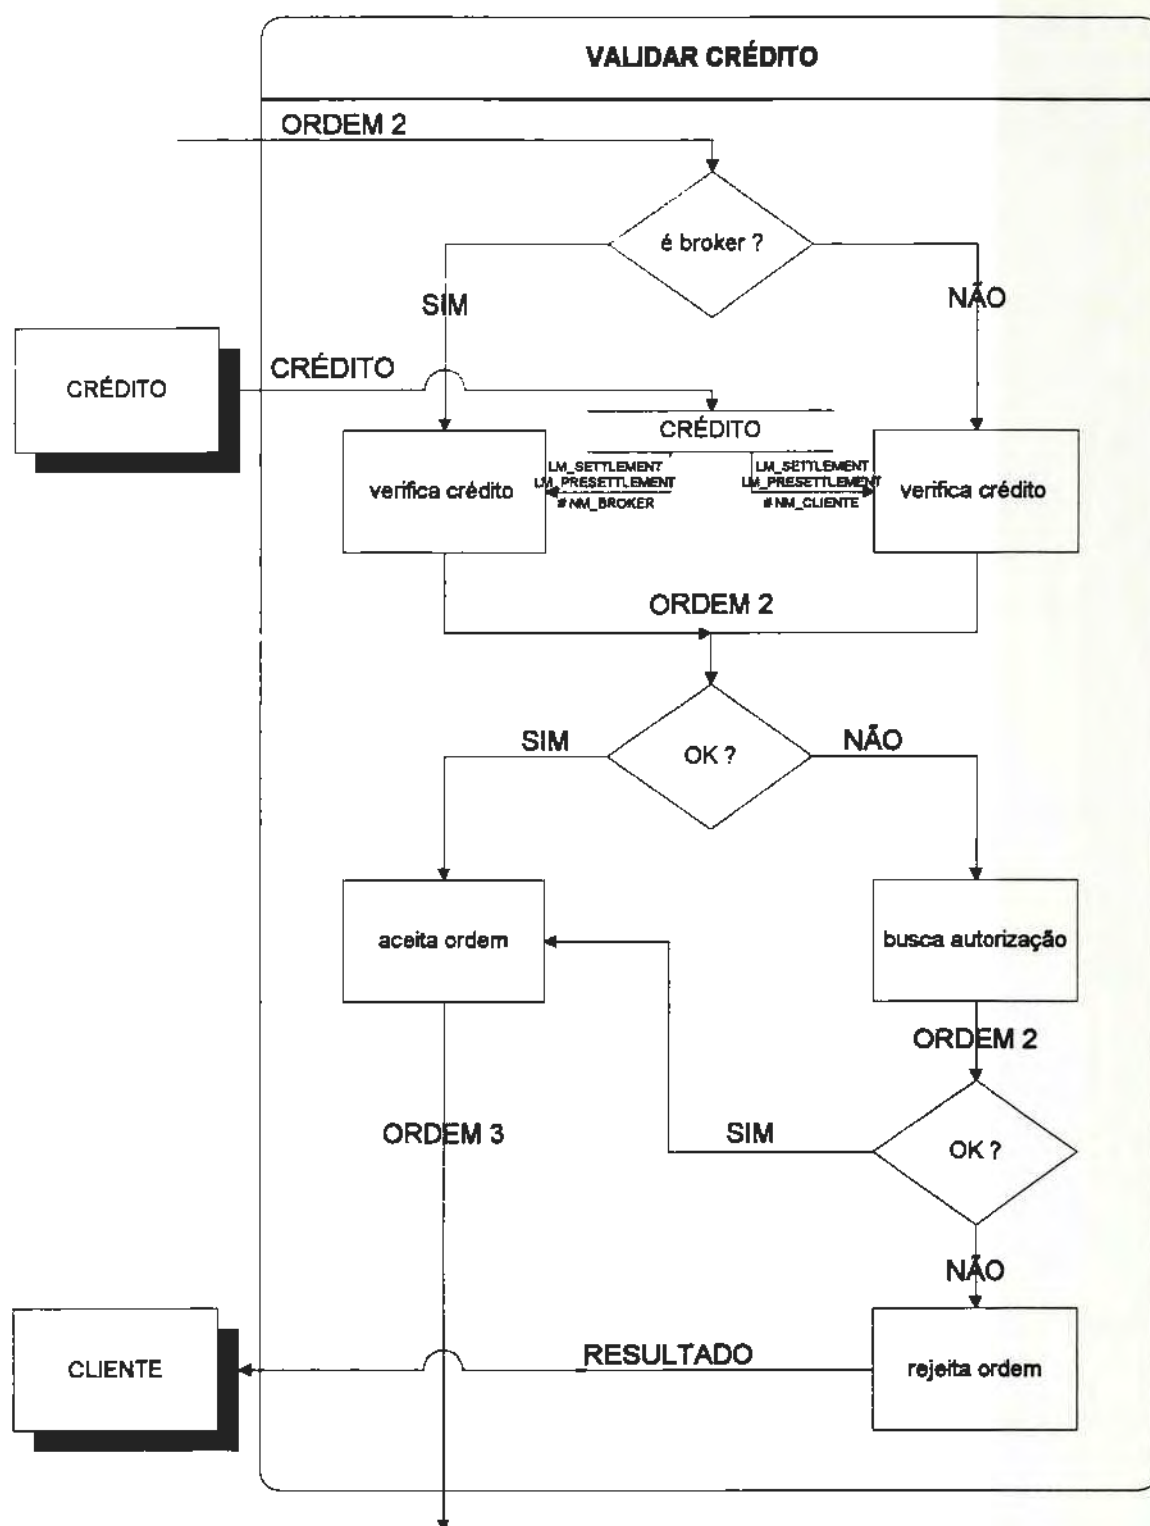 VALIDAR CRÉDITO
ORDEM 2
é broker ?
SIM
NÃO
CRÉDITO
CRÉDITO
CRÉDITO
LM_SETTLEMENT
LM_PRESETTLEMENT
# NM_BROKER
LM_SETTLEMENT
LM_PRESETTLEMENT
# NM_CLIENTE
verifica crédito
verifica crédito
ORDEM 2
SIM
OK ?
NÃO
aceita ordem
busca autorização
ORDEM 2
ORDEM 3
SIM
OK ?
NÃO
CLIENTE
RESULTADO
rejeita ordem